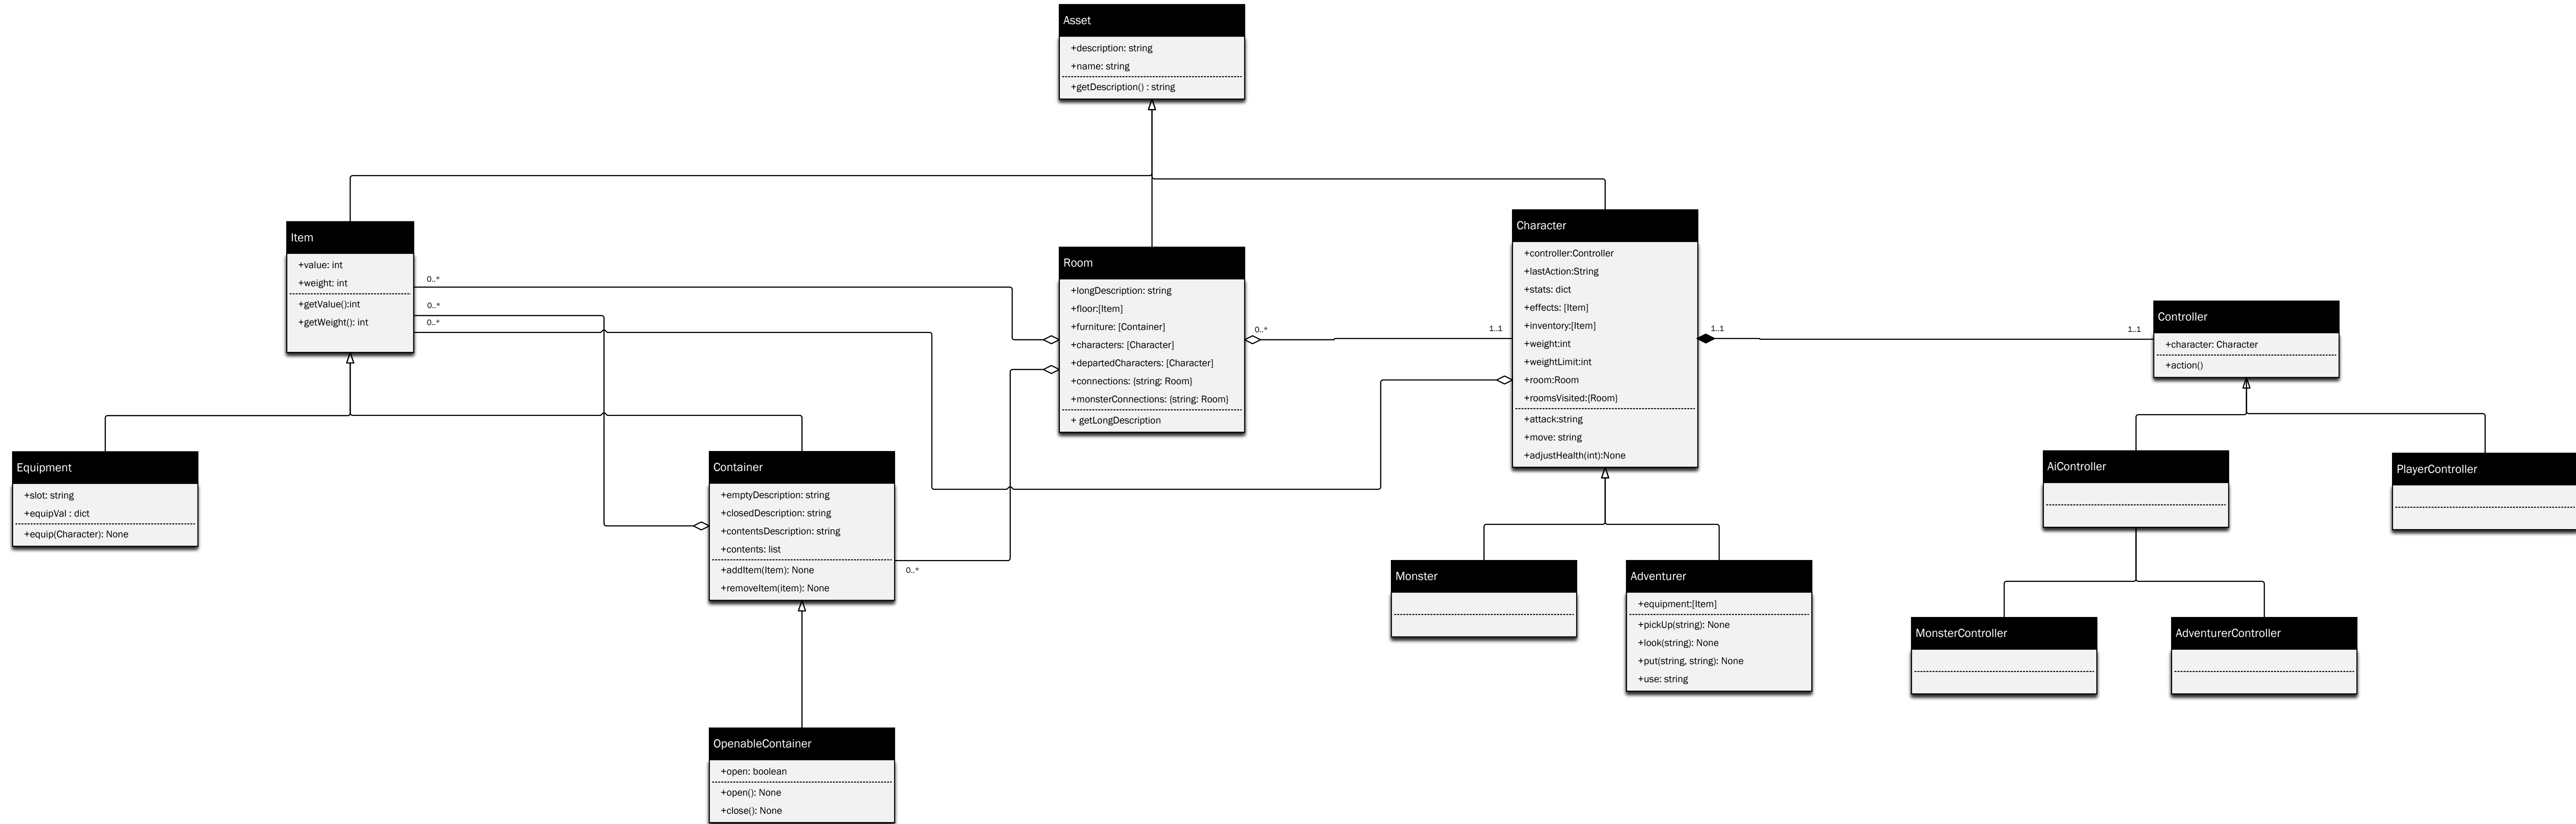 Asset
+description: string
+name: string
+getDescription() : string
Item
+value: int
+weight: int
+getValue():int
+getWeight(): int
0..*
0..*
0..*
Room
+longDescription: string
+floor:[Item]
+furniture: [Container]
+characters: [Character]
+departedCharacters: [Character]
+connections: {string: Room}
+monsterConnections: {string: Room}
+ getLongDescription
0..*
1..1
Character
+controller:Controller
+lastAction:String
+stats: dict
+effects: [Item]
+inventory:[Item]
+weight:int
+weightLimit:int
+room:Room
+roomsVisited:{Room}
+attack:string
+move: string
+adjustHealth(int):None
1..1
1..1
Controller
+character: Character
+action()
Equipment
+slot: string
+equipVal : dict
+equip(Character): None
Container
+emptyDescription: string
+closedDescription: string
+contentsDescription: string
+contents: list
+addItem(Item): None
+removeItem(item): None
0..*
AiController
PlayerController
Monster
Adventurer
+equipment:[Item]
+pickUp(string): None
+look(string): None
+put(string, string): None
+use: string
MonsterController
AdventurerController
OpenableContainer
+open: boolean
+open(): None
+close(): None